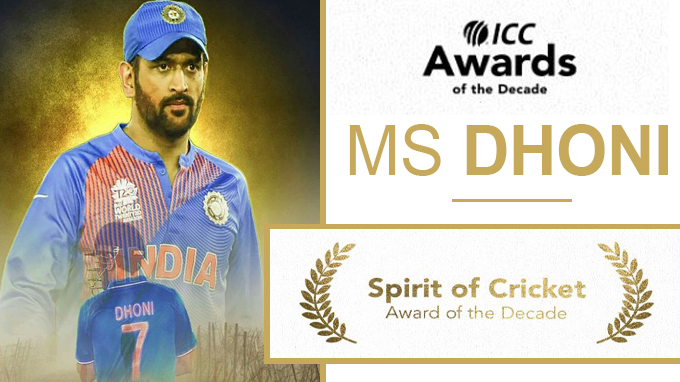 ICC
Awards
of the Decade
MS DHONI
Spirit of Cricket
Award of the Decade
INDIA
DHONI
7